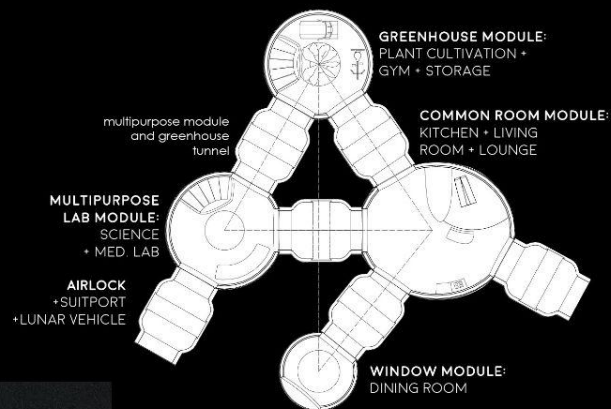 GREENHOUSE MODULE:
PLANT CULTIVATION +
GYM + STORAGE
multipurpose module
and greenhouse
tunnel
COMMON ROOM MODULE:
KITCHEN + LIVING
ROOM + LOUNGE
MULTIPURPOSE
LAB MODULE:
SCIENCE
+ MED. LAB
AIRLOCK
+SUITPORT
+LUNAR VEHICLE
WINDOW MODULE:
DINING ROOM